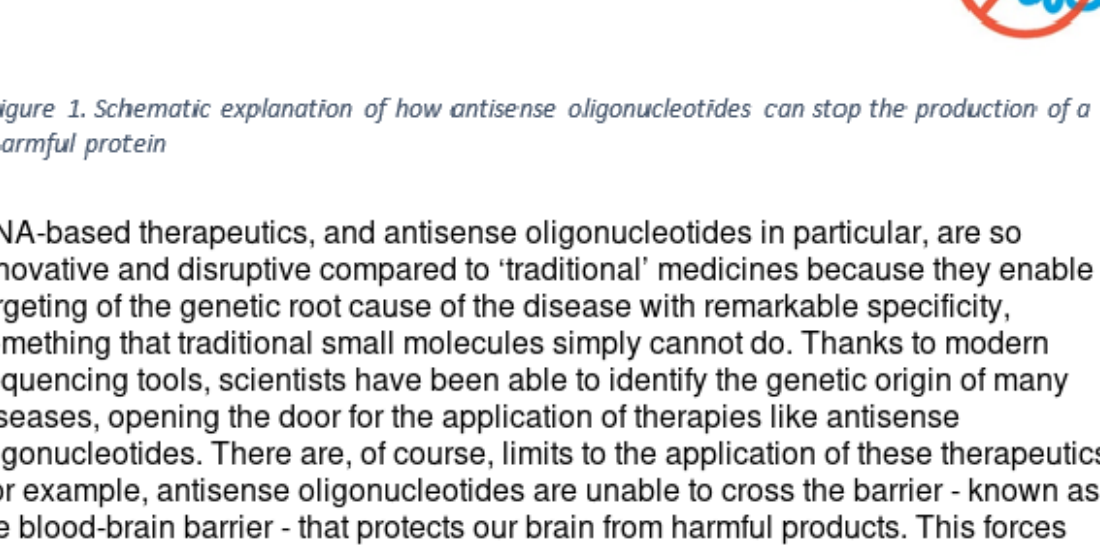 igure 1. Schematic explanation of how antisense oligonucleotides can stop the production of a
armful protein
NA-based therapeutics, and antisense oligonucleotides in particular, are so
novative and disruptive compared to ‘traditional’ medicines because they enable
rgeting of the genetic root cause of the disease with remarkable specificity,
mething that traditional small molecules simply cannot do. Thanks to modern
quencing tools, scientists have been able to identify the genetic origin of many
seases, opening the door for the application of therapies like antisense
gonucleotides. There are, of course, limits to the application of these therapeutics
or example, antisense oligonucleotides are unable to cross the barrier - known as
e blood-brain barrier - that protects our brain from harmful products. This forces